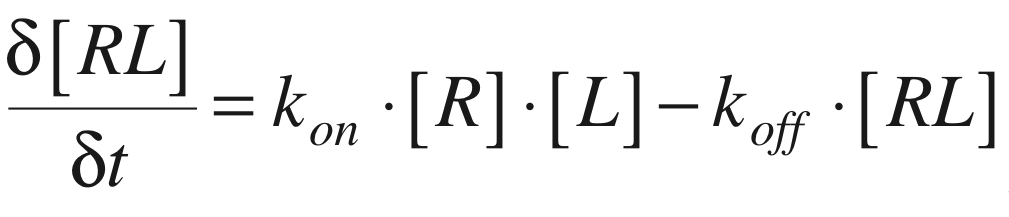 δ[RL]/δt = k_on · [R] · [L] − k_off · [RL]